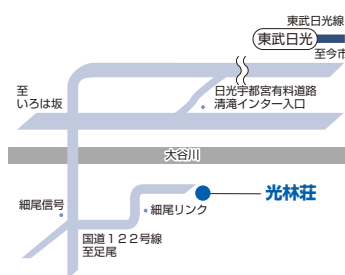 東武日光線
東武日光
至今市
至
いろは坂
日光宇都宮有料道路
清滝インター入口
大谷川
光林荘
細尾信号
細尾リンク
国道122号線
至足尾